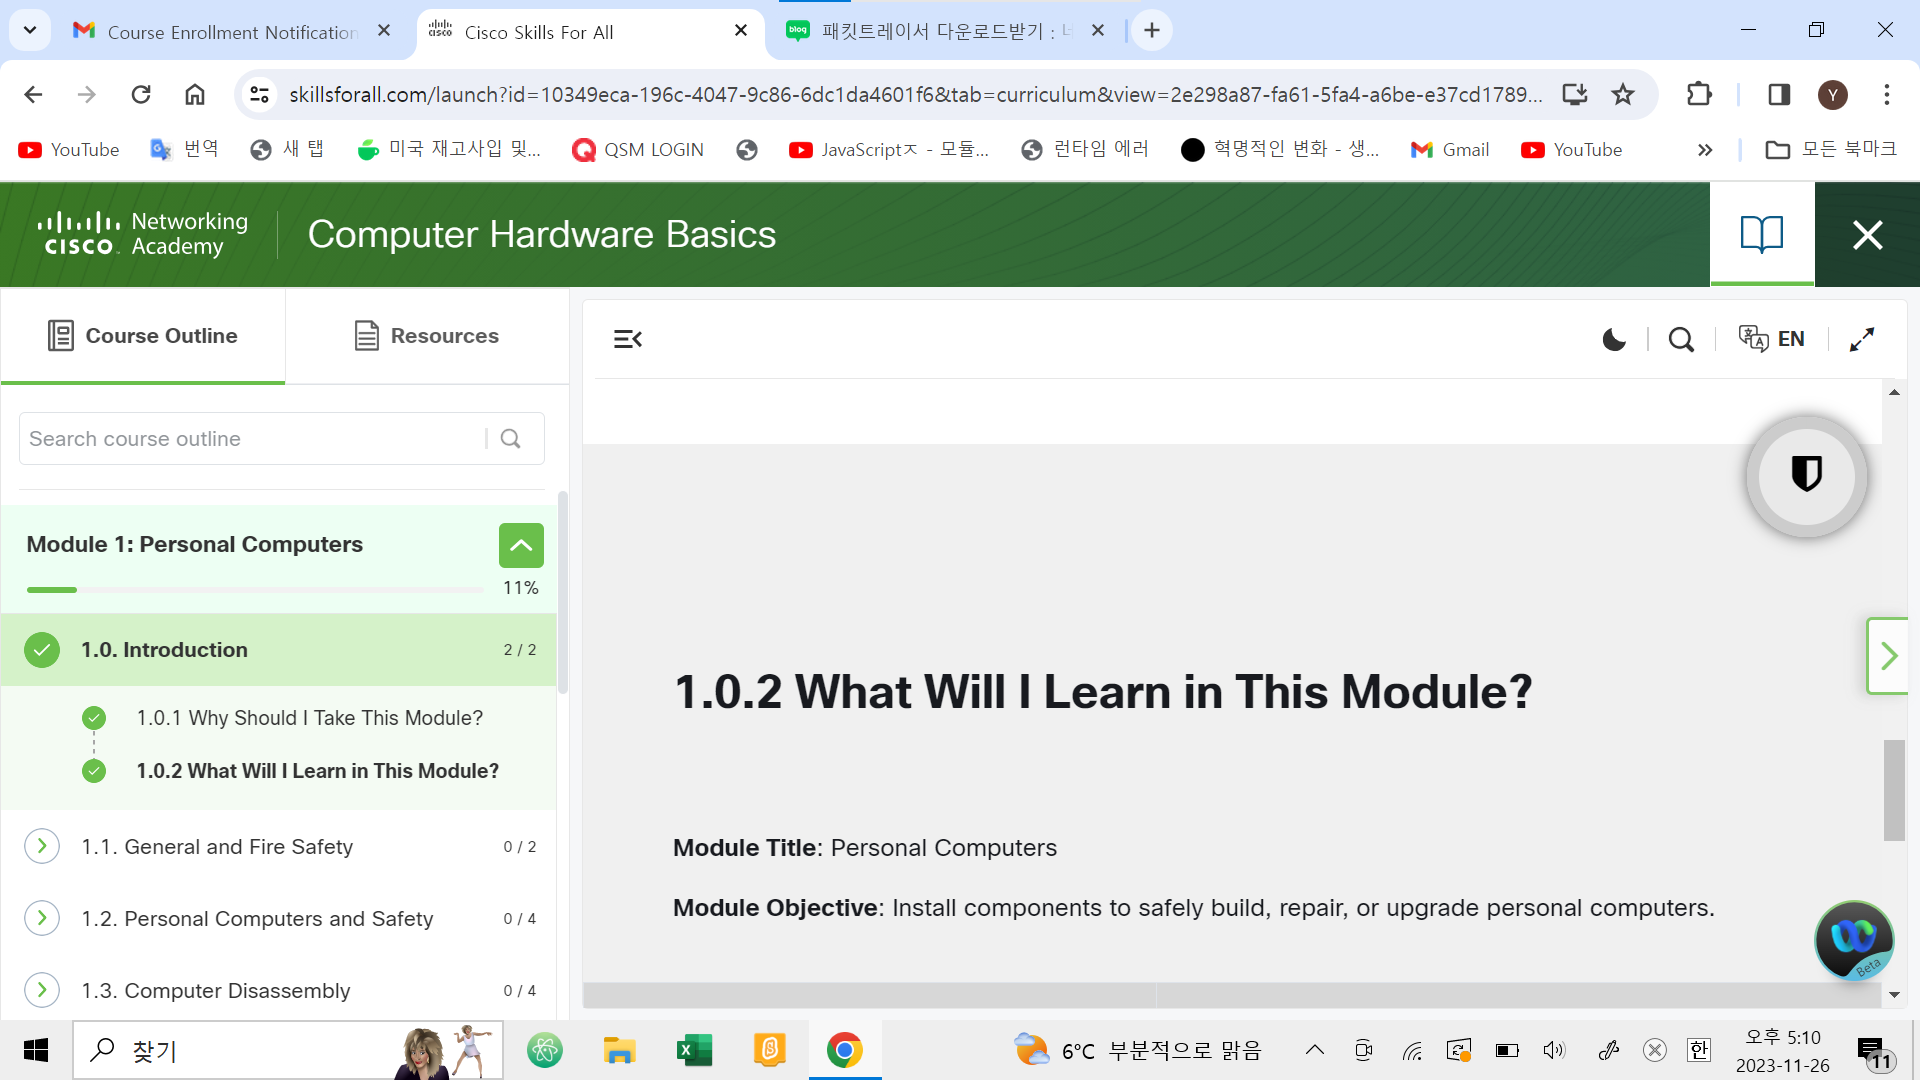 Course Enrollment Notification
Cisco Skills For All
패킷트레이서 다운로드받기 :
skillsforall.com/launch?id=10349eca-196c-4047-9c86-6dc1da4601f6&tab=curriculum&view=2e298a87-fa61-5fa4-a6be-e37cd1789...
Y
YouTube
번역
새 탭
미국 재고사입 및...
QSM LOGIN
JavaScriptㅈ - 모듈...
런타임 에러
혁명적인 변화 - 생...
Gmail
YouTube
모든 북마크
CISCO Networking Academy
Computer Hardware Basics
Course Outline
Resources
EN
Search course outline
Module 1: Personal Computers
11%
1.0. Introduction 2 / 2
1.0.1 Why Should I Take This Module?
1.0.2 What Will I Learn in This Module?
1.1. General and Fire Safety 0 / 2
1.2. Personal Computers and Safety 0 / 4
1.3. Computer Disassembly 0 / 4
1.0.2 What Will I Learn in This Module?
Module Title: Personal Computers
Module Objective: Install components to safely build, repair, or upgrade personal computers.
Beta
찾기
6°C 부분적으로 맑음
한
오후 5:10
2023-11-26
11